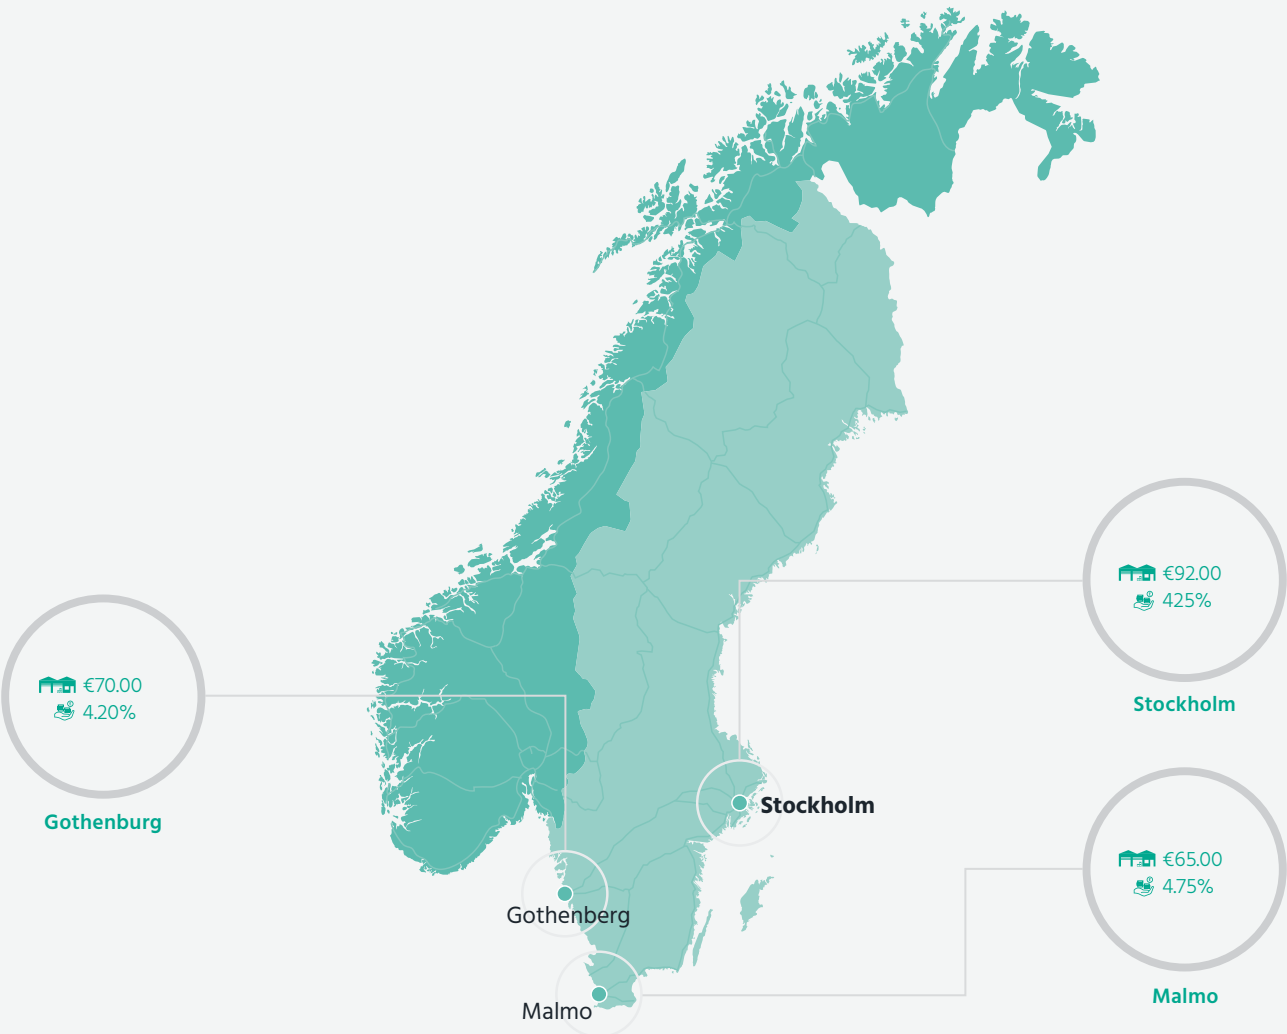 €92.00
425%
Stockholm
€70.00
4.20%
Gothenburg
Stockholm
€65.00
4.75%
Malmo
Gothenberg
Malmo